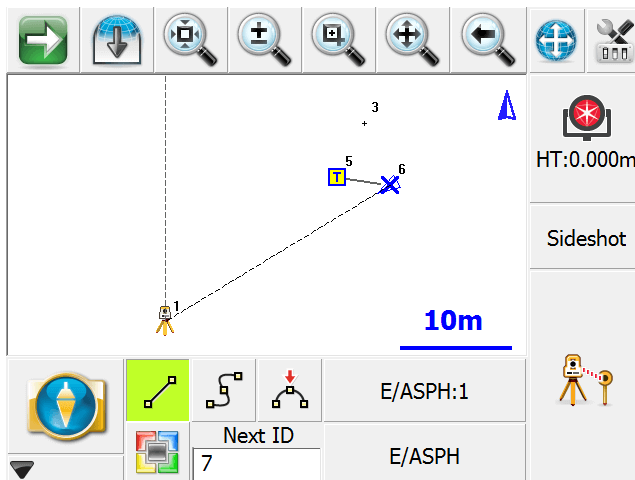 3
HT:0.000m
5
T
6
Sideshot
1
10m
E/ASPH:1
Next ID
7
E/ASPH